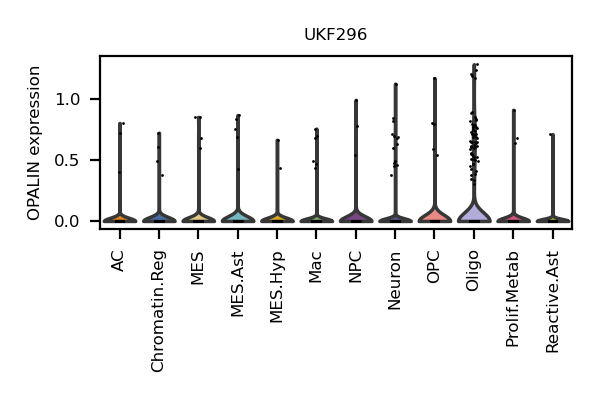 UKF296
OPALIN expression
1.0
0.5
0.0
AC
Chromatin.Reg
MES
MES.Ast
MES.Hyp
Mac
NPC
Neuron
OPC
Oligo
Prolif.Metab
Reactive.Ast